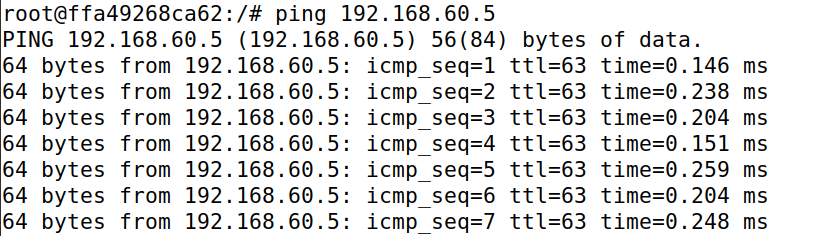 root@ffa49268ca62:/# ping 192.168.60.5
PING 192.168.60.5 (192.168.60.5) 56(84) bytes of data.
64 bytes from 192.168.60.5: icmp_seq=1 ttl=63 time=0.146 ms
64 bytes from 192.168.60.5: icmp_seq=2 ttl=63 time=0.238 ms
64 bytes from 192.168.60.5: icmp_seq=3 ttl=63 time=0.204 ms
64 bytes from 192.168.60.5: icmp_seq=4 ttl=63 time=0.151 ms
64 bytes from 192.168.60.5: icmp_seq=5 ttl=63 time=0.259 ms
64 bytes from 192.168.60.5: icmp_seq=6 ttl=63 time=0.204 ms
64 bytes from 192.168.60.5: icmp_seq=7 ttl=63 time=0.248 ms